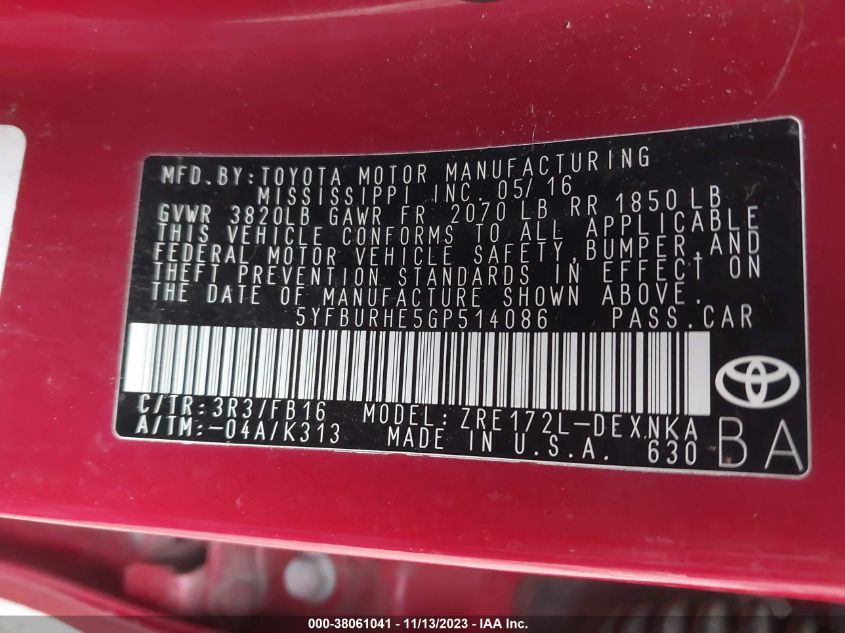 MFD. BY: TOYOTA MOTOR MANUFACTURING
MISSISSIPPI INC. 05/16
GVWR 3820LB GAWR FR 2070 LB RR 1850 LB
THIS VEHICLE CONFORMS TO ALL APPLICABLE
FEDERAL MOTOR VEHICLE SAFETY, BUMPER, AND
THEFT PREVENTION STANDARDS IN EFFECT ON
THE DATE OF MANUFACTURE SHOWN ABOVE.
5YFBURHE5GP514086 PASS. CAR
C/TR: 3R3/FB16 MODEL: ZRE172L-DEXNKA
A/TM: -04A/K313 MADE IN U.S.A. 630 BA
000-38061041 - 11/13/2023 - IAAI.COM